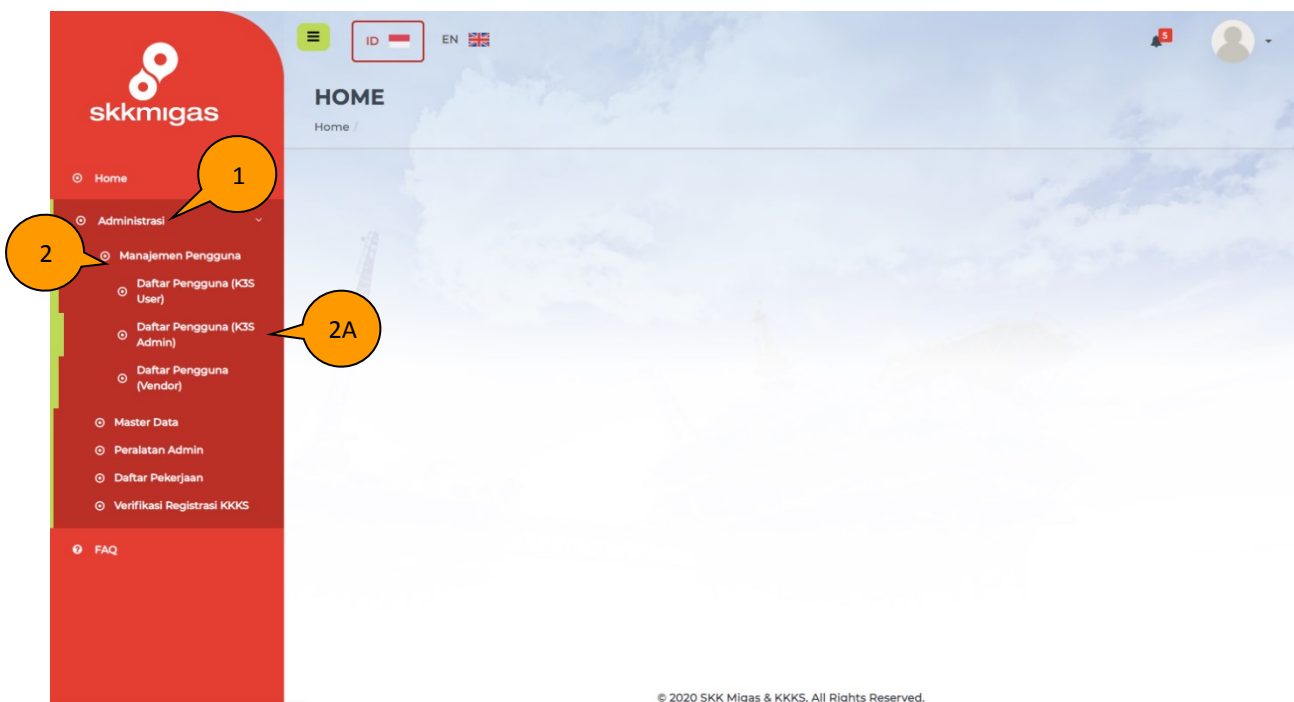 skkmigas
ID
EN
5
HOME
Home /
Home
1
Administrasi
2
Manajemen Pengguna
Daftar Pengguna (K3S
User)
Daftar Pengguna (K3S
Admin)
2A
Daftar Pengguna
(Vendor)
Master Data
Peralatan Admin
Daftar Pekerjaan
Verifikasi Registrasi KKKS
FAQ
© 2020 SKK Migas & KKKS. All Rights Reserved.